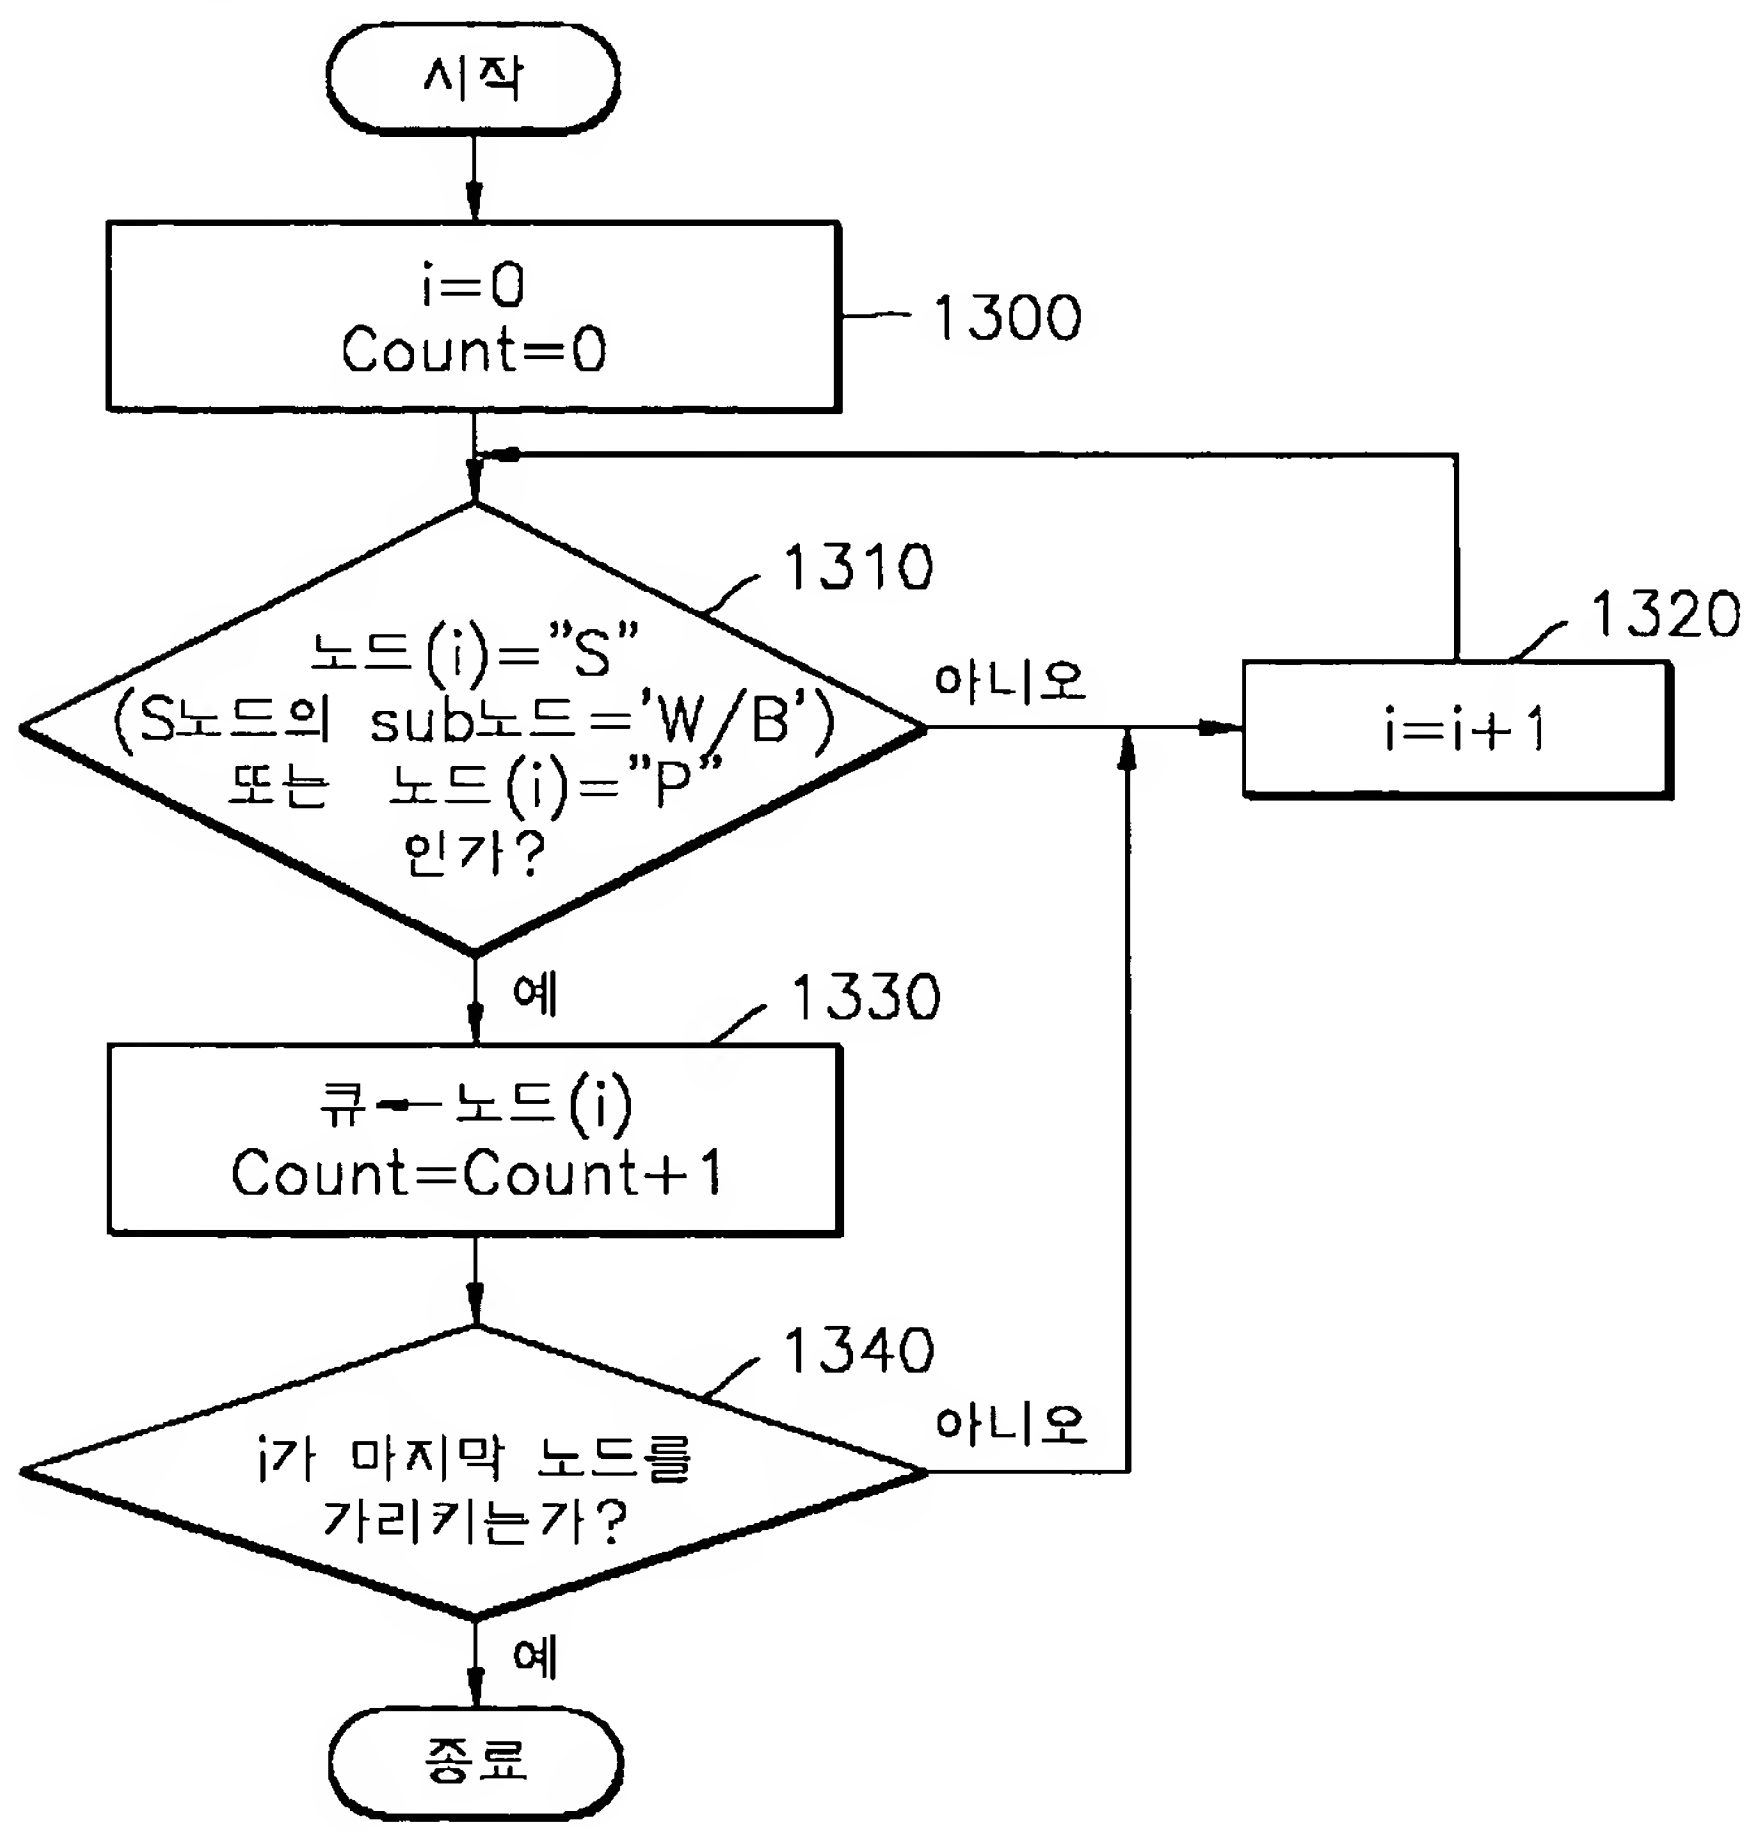 시작
i=0
Count=0
1300
1310
노드(i)="S"
(S노드의 sub노드='W/B')
또는 노드(i)="P"
인가?
아니오
1320
i=i+1
예
1330
큐←노드(i)
Count=Count+1
1340
i가 마지막 노드를
가리키는가?
아니오
예
종료